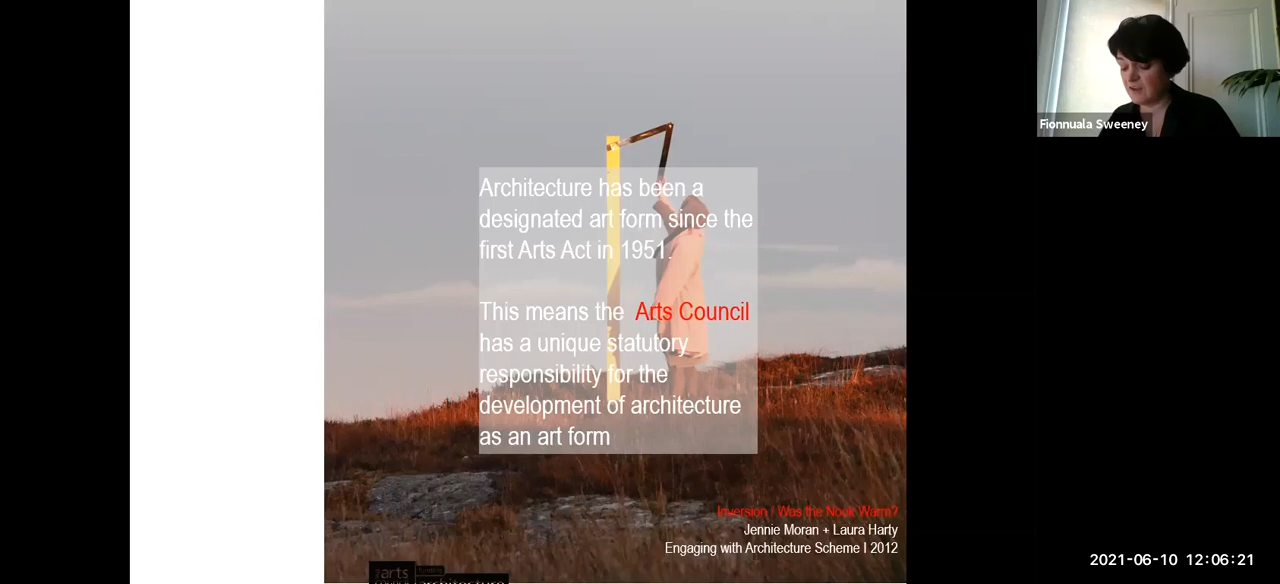 Architecture has been a
designated art form since the
first Arts Act in 1951.
This means the Arts Council
has a unique statutory
responsibility for the
development of architecture
as an art form
Inversion / Was the Nook Warm?
Jennie Moran + Laura Harty
Engaging with Architecture Scheme I 2012
arts
architecture
Fionnuala Sweeney
2021-06-10 12:06:21